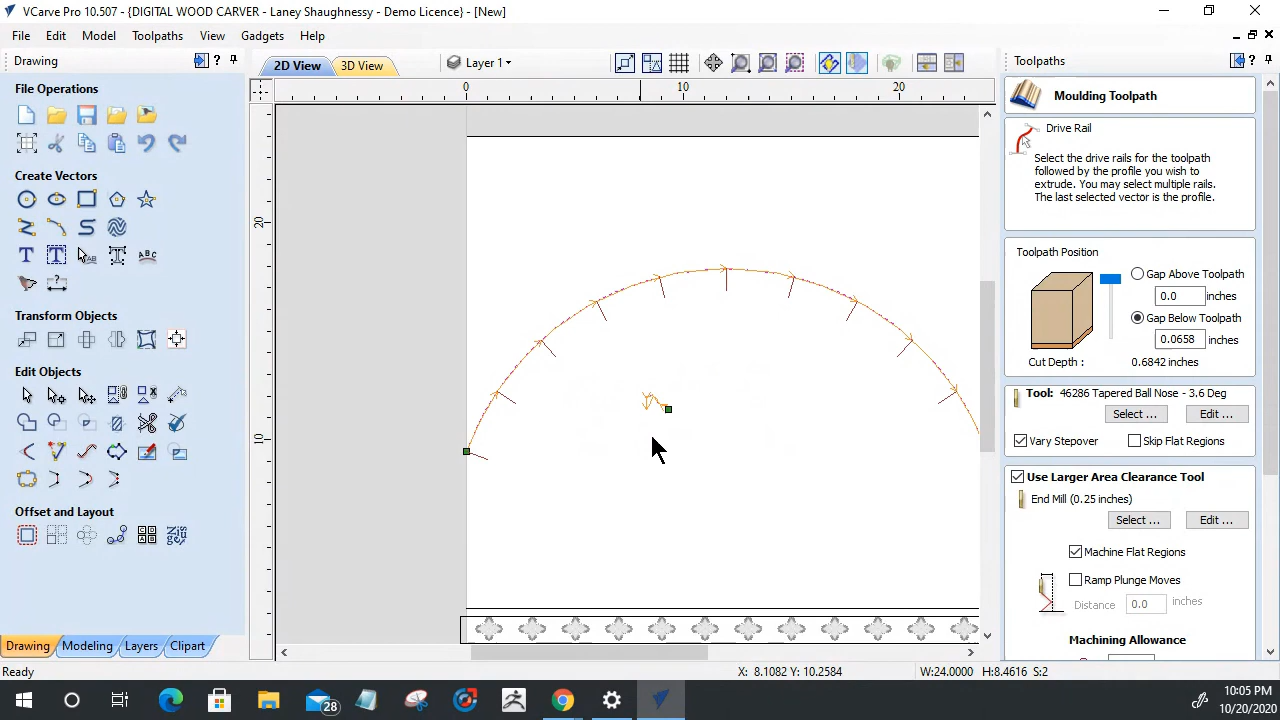 VCarve Pro 10.507 - {DIGITAL WOOD CARVER - Laney Shaughnessy - Demo Licence} - [New]
File Edit Model Toolpaths View Gadgets Help
Drawing
File Operations
Create Vectors
Transform Objects
Edit Objects
Offset and Layout
Drawing Modeling Layers Clipart
2D View 3D View Layer 1
0 10 20
20
10
Toolpaths
Moulding Toolpath
Drive Rail
Select the drive rails for the toolpath
followed by the profile you wish to
extrude. You may select multiple rails.
The last selected vector is the profile.
Toolpath Position
Gap Above Toolpath
0.0 inches
Gap Below Toolpath
0.0658 inches
Cut Depth : 0.6842 inches
Tool: 46286 Tapered Ball Nose - 3.6 Deg
Select ... Edit ...
Vary Stepover Skip Flat Regions
Use Larger Area Clearance Tool
End Mill (0.25 inches)
Select ... Edit ...
Machine Flat Regions
Ramp Plunge Moves
Distance 0.0 inches
Machining Allowance
Ready X: 8.1082 Y: 10.2584 W:24.0000 H:8.4616 S:2
28
10:05 PM
10/20/2020